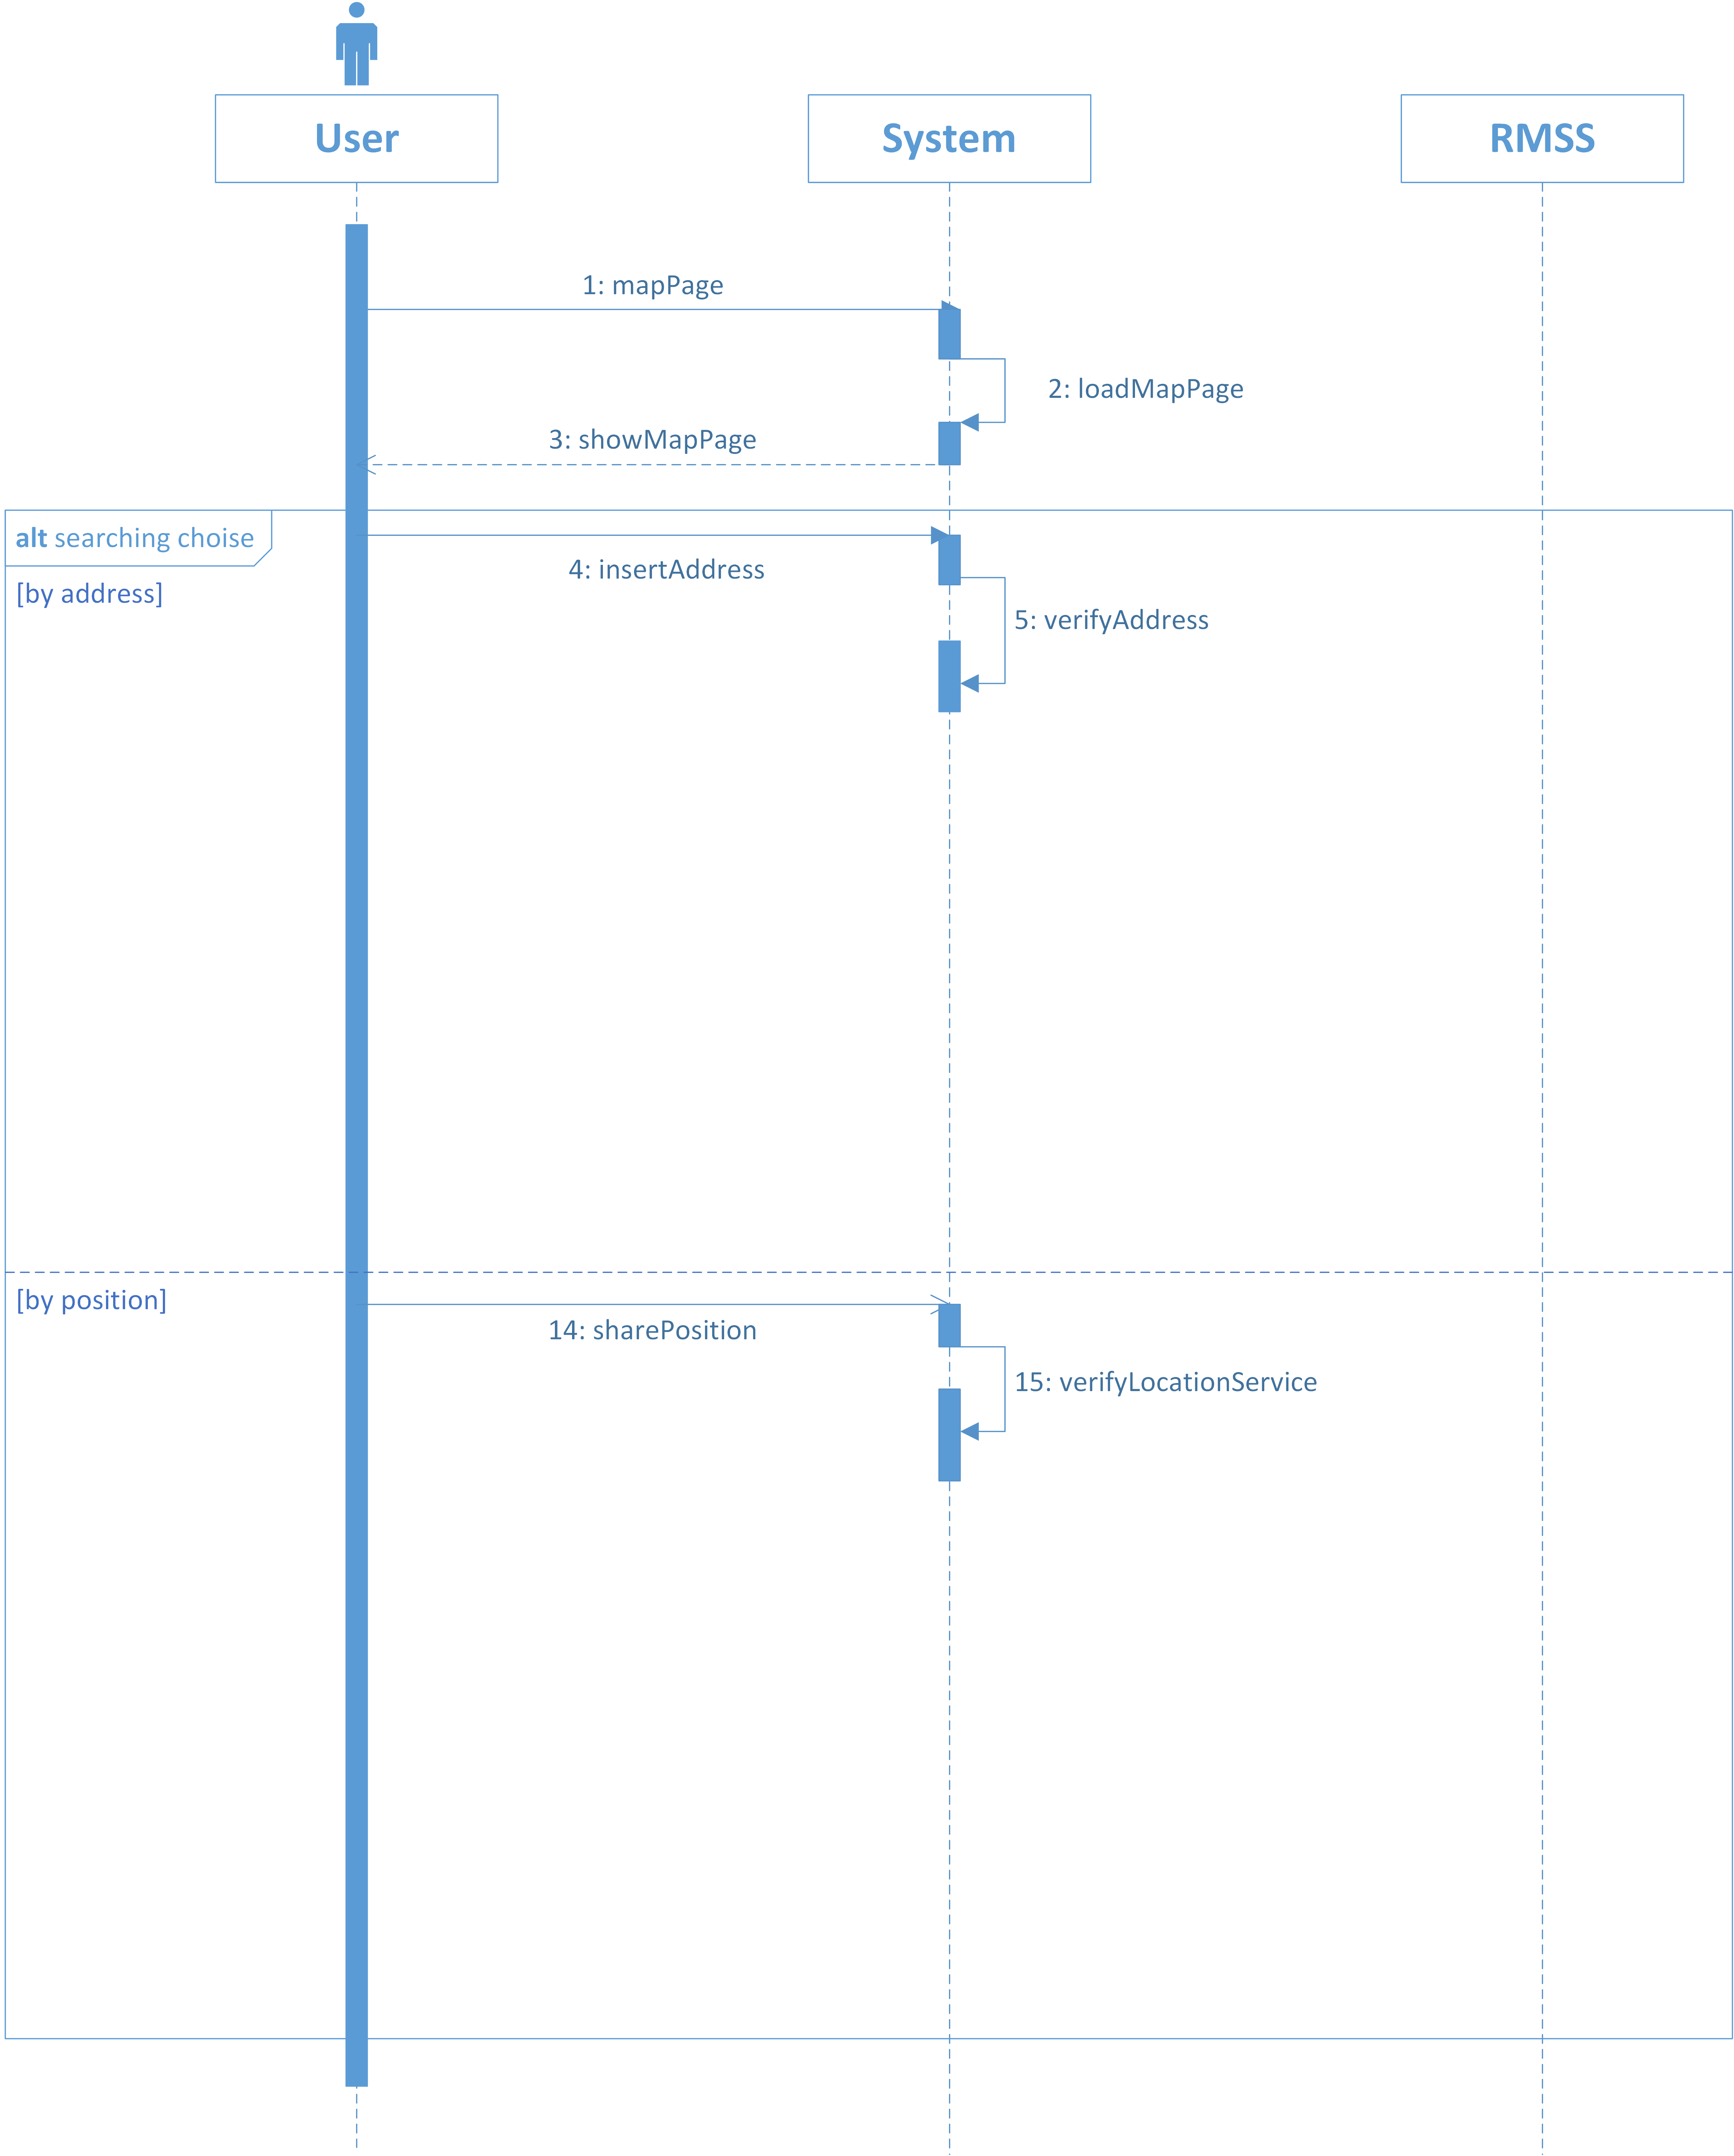 User
System
RMSS
1: mapPage
2: loadMapPage
3: showMapPage
alt searching choise
4: insertAddress
[by address]
5: verifyAddress
[by position]
14: sharePosition
15: verifyLocationService